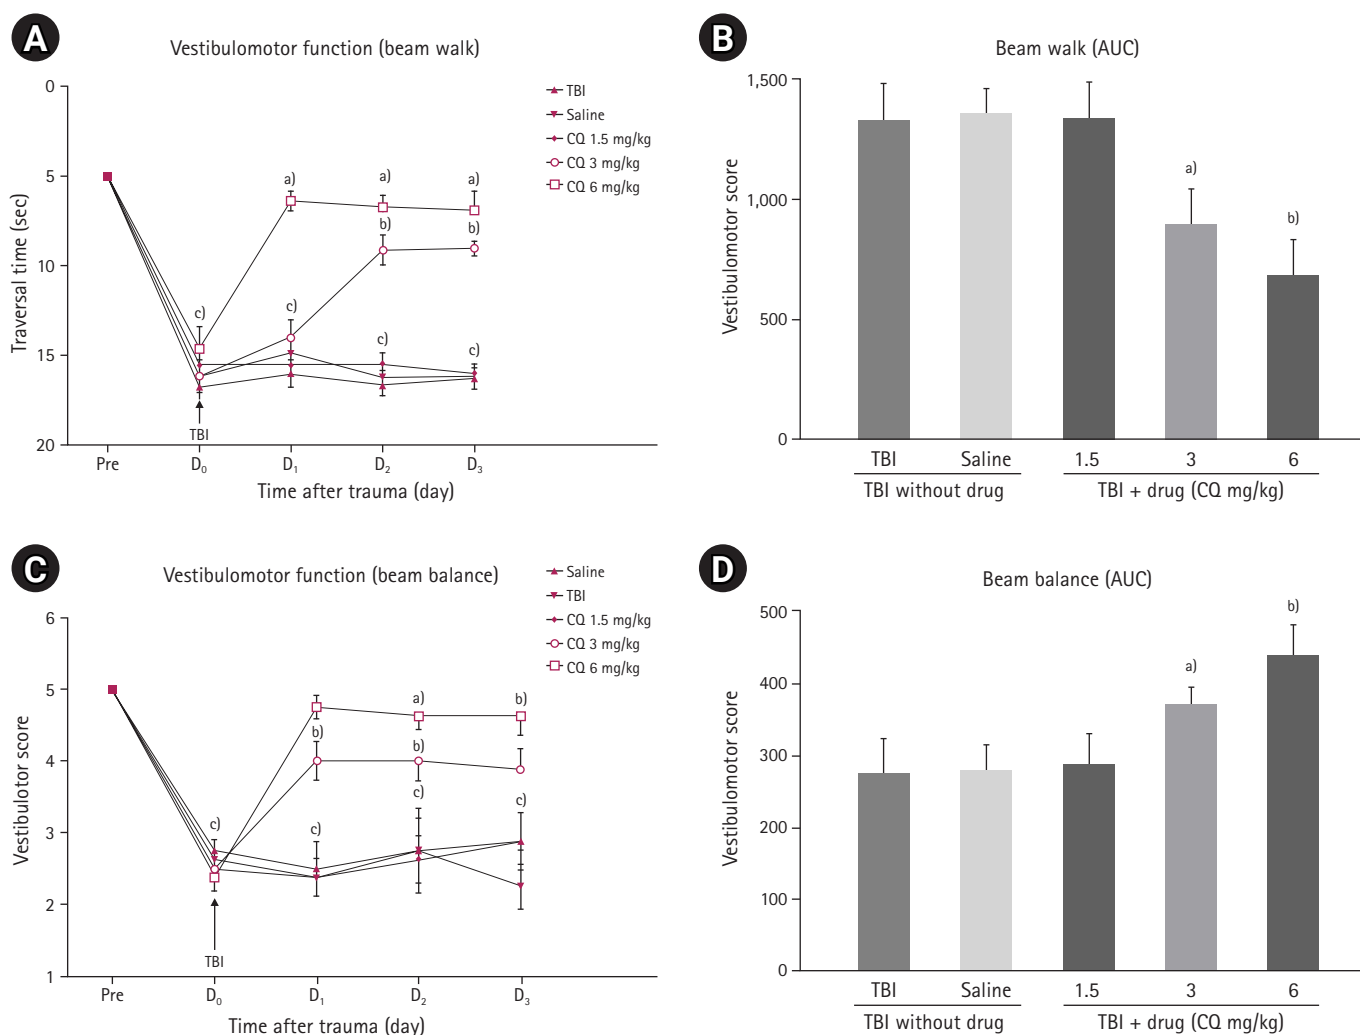 A
Vestibulomotor function (beam walk)
TBI
Saline
CQ 1.5 mg/kg
CQ 3 mg/kg
CQ 6 mg/kg
Traversal time (sec)
0
5
10
15
20
a) a) a)
b) b)
c) c)
c) c)
TBI
Pre D₀ D₁ D₂ D₃
Time after trauma (day)
B
Beam walk (AUC)
Vestibulomotor score
1,500
1,000
500
0
a)
b)
TBI Saline 1.5 3 6
TBI without drug TBI + drug (CQ mg/kg)
C
Vestibulomotor function (beam balance)
Saline
TBI
CQ 1.5 mg/kg
CQ 3 mg/kg
CQ 6 mg/kg
Vestibulotor score
6
5
4
3
2
1
a) b)
b) b)
c) c) c) c)
TBI
Pre D₀ D₁ D₂ D₃
Time after trauma (day)
D
Beam balance (AUC)
Vestibulomotor score
500
400
300
200
100
0
a)
b)
TBI Saline 1.5 3 6
TBI without drug TBI + drug (CQ mg/kg)